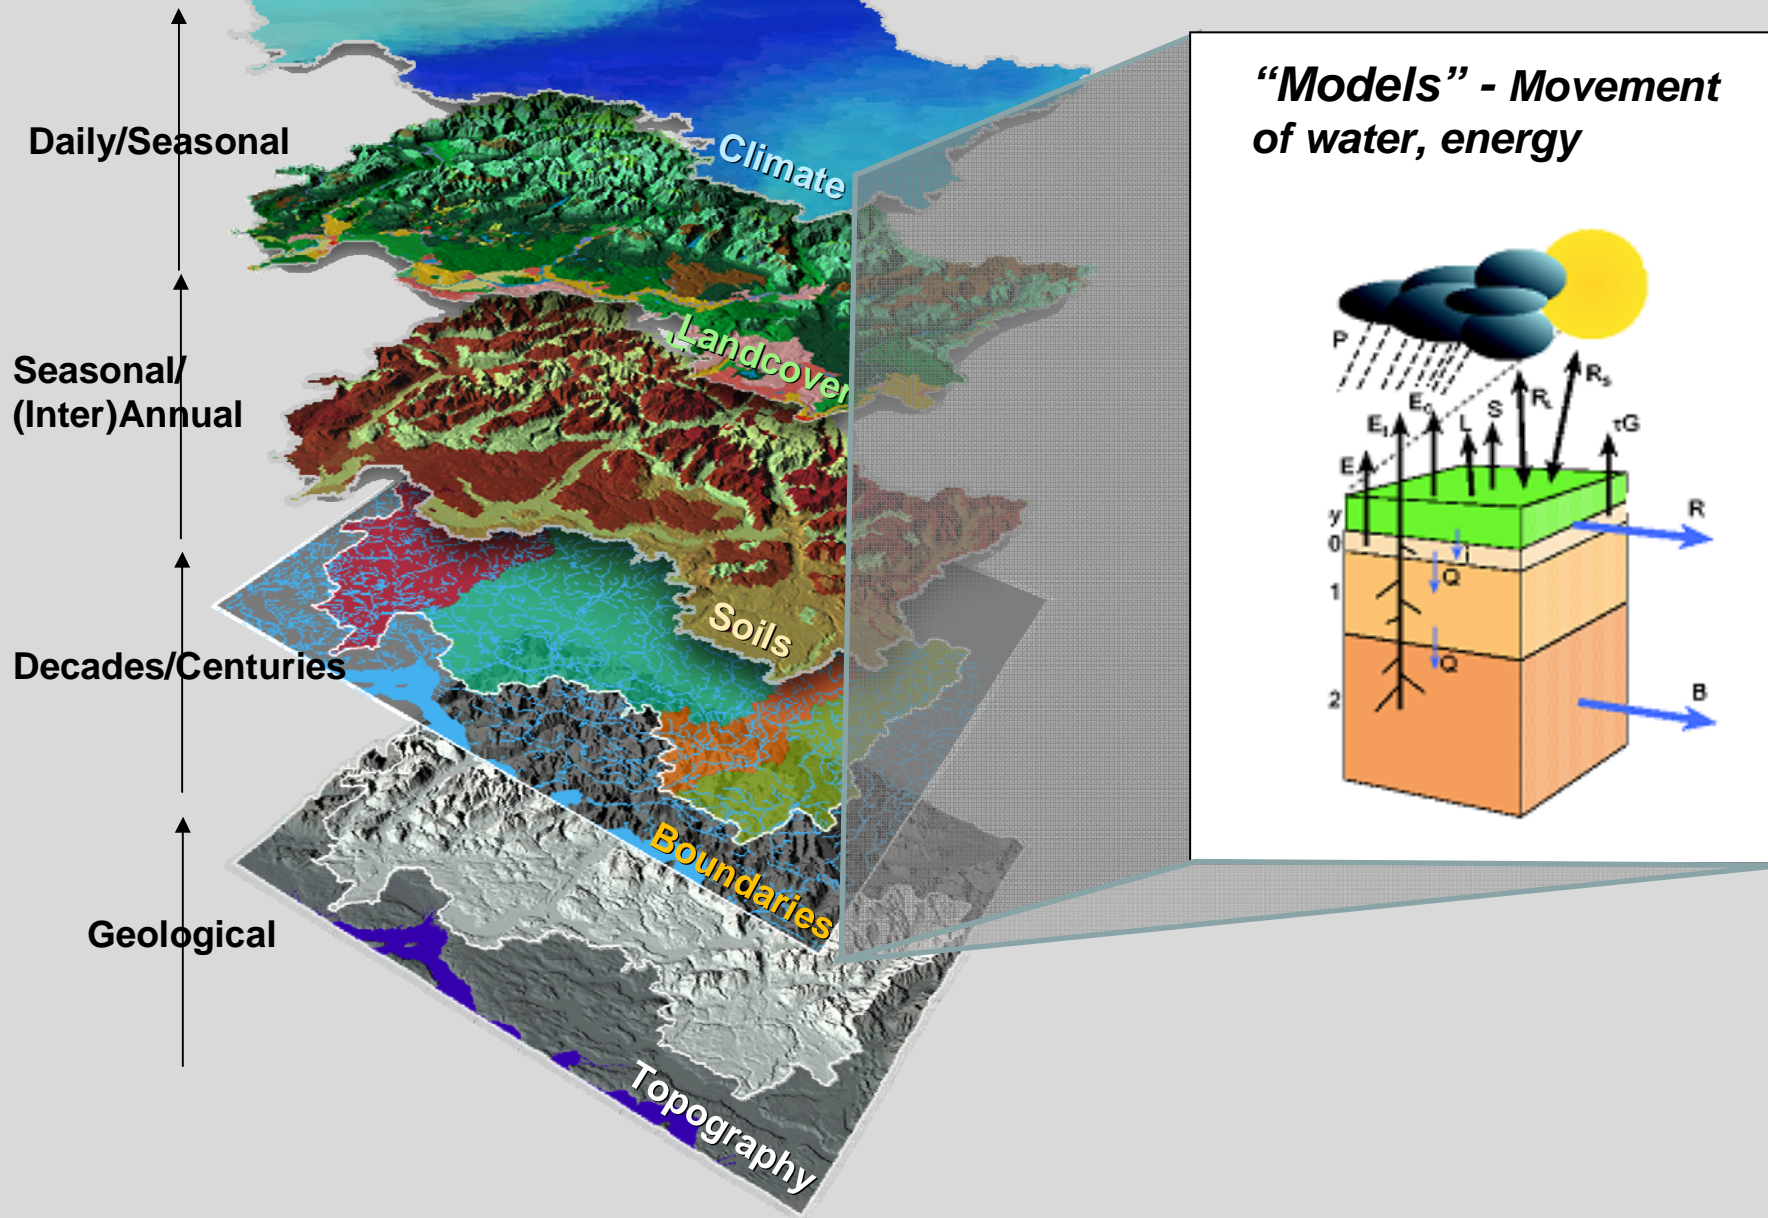 Daily/Seasonal
Seasonal/
(Inter)Annual
Decades/Centuries
Geological
Climate
Landcover
Soils
Boundaries
Topography
“Models” - Movement
of water, energy
P
E
Eₜ
S
L
τG
y
0
1
2
Q
Q
R
B